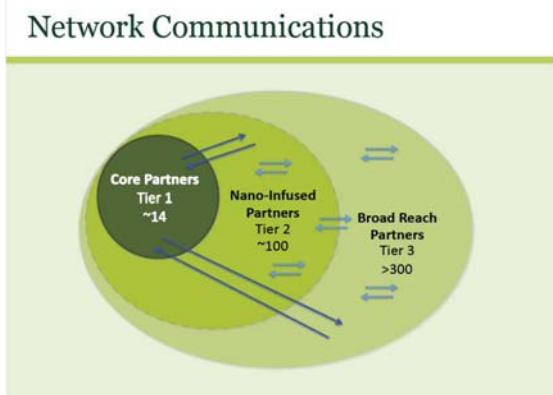 Network Communications
Core Partners
Tier 1
~14
Nano-Infused
Partners
Tier 2
~100
Broad Reach
Partners
Tier 3
>300